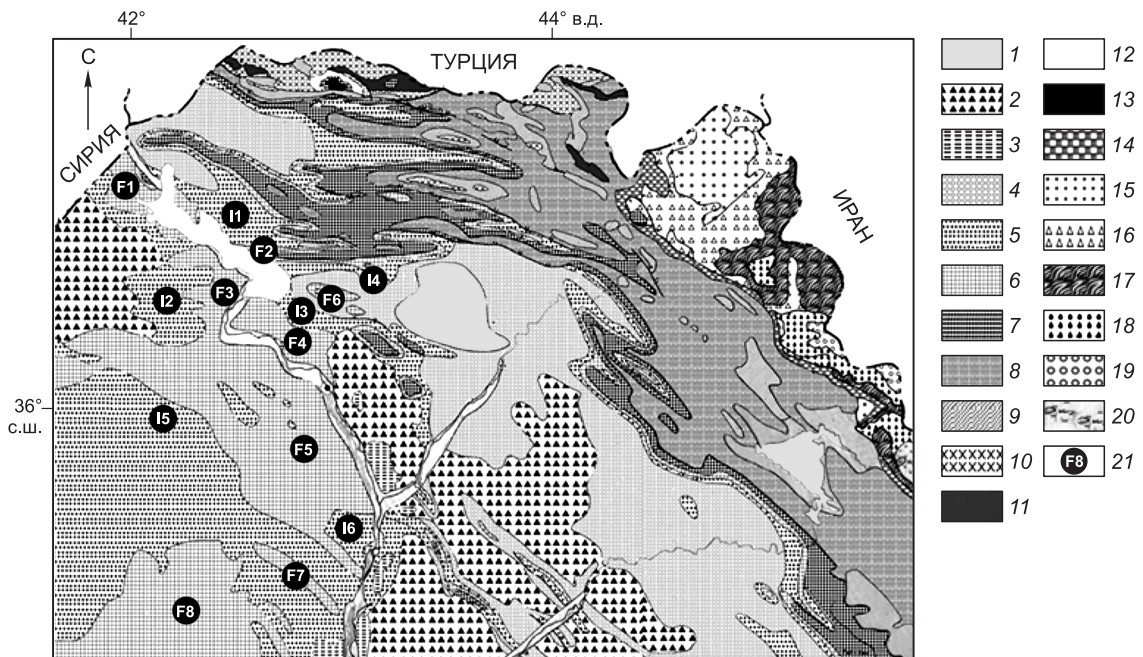 42°
44° в.д.
С
ТУРЦИЯ
СИРИЯ
ИРАН
36°
с.ш.
F1
I1
F2
I2
F3
I4
F6
I3
F4
I5
F5
I6
F7
F8
1
2
3
4
5
6
7
8
9
10
11
12
13
14
15
16
17
18
19
20
F8 21